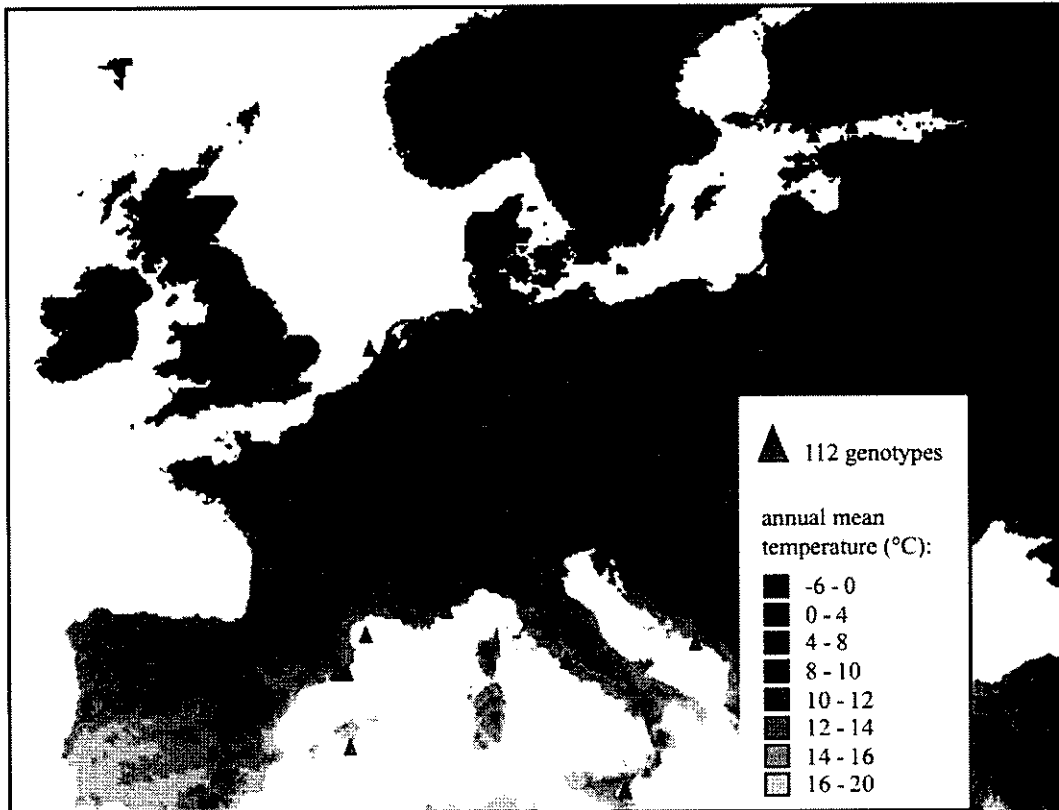 112 genotypes
annual mean
temperature (°C):
-6 - 0
0 - 4
4 - 8
8 - 10
10 - 12
12 - 14
14 - 16
16 - 20